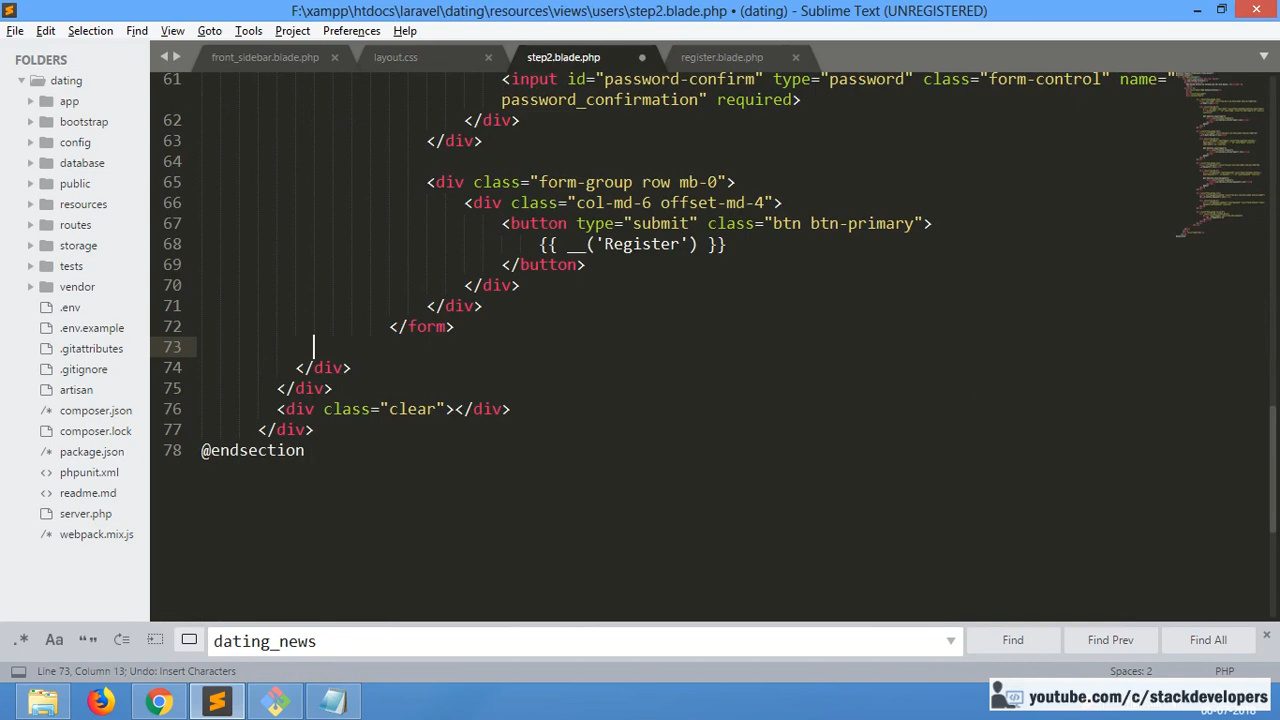 F:\xampp\htdocs\laravel\dating\resources\views\users\step2.blade.php • (dating) - Sublime Text (UNREGISTERED)
File Edit Selection Find View Goto Tools Project Preferences Help
FOLDERS
dating
app
bootstrap
config
database
public
resources
routes
storage
tests
vendor
.env
.env.example
.gitattributes
.gitignore
artisan
composer.json
composer.lock
package.json
phpunit.xml
readme.md
server.php
webpack.mix.js
front_sidebar.blade.php layout.css step2.blade.php register.blade.php
61 <input id="password-confirm" type="password" class="form-control" name="
password_confirmation" required>
62 </div>
63 </div>
64
65 <div class="form-group row mb-0">
66 <div class="col-md-6 offset-md-4">
67 <button type="submit" class="btn btn-primary">
68 {{ __('Register') }}
69 </button>
70 </div>
71 </div>
72 </form>
73
74 </div>
75 </div>
76 <div class="clear"></div>
77 </div>
78 @endsection
.* Aa “” dating_news Find Find Prev Find All
Line 73, Column 13; Undo: Insert Characters Spaces: 2 PHP
youtube.com/c/stackdevelopers